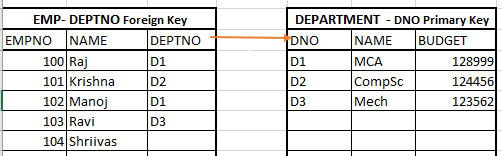 EMP- DEPTNO Foreign Key DEPARTMENT - DNO Primary Key
EMPNO NAME DEPTNO DNO NAME BUDGET
100 Raj D1 D1 MCA 128999
101 Krishna D2 D2 CompSc 124456
102 Manoj D1 D3 Mech 123562
103 Ravi D3
104 Shriivas